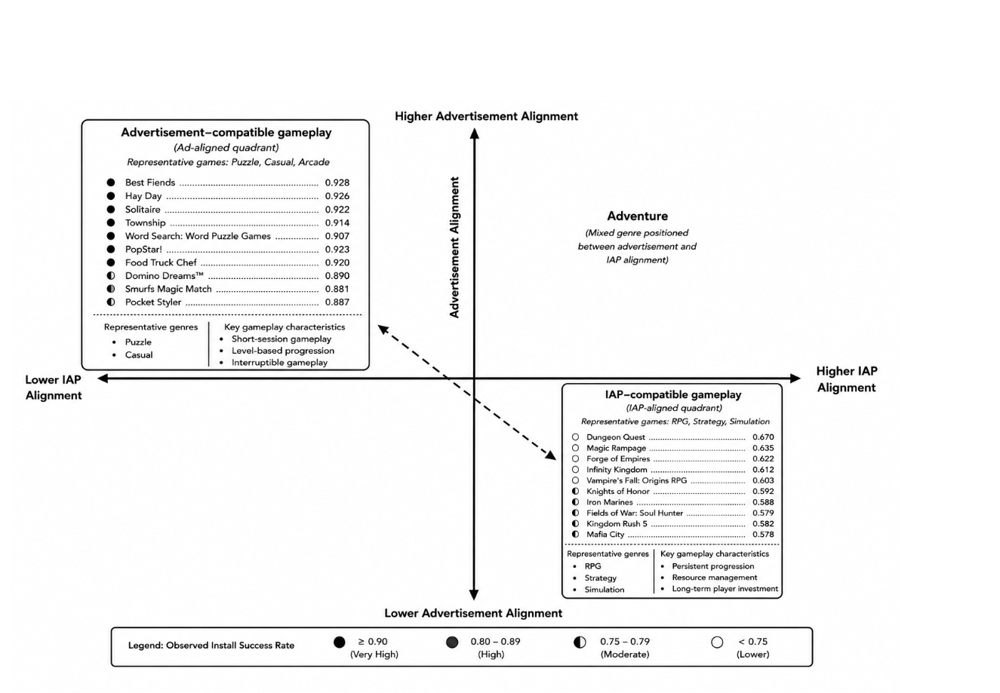 Higher Advertisement Alignment
Advertisement–compatible gameplay
(Ad-aligned quadrant)
Representative games: Puzzle, Casual, Arcade
Best Fiends ........ 0.928
Hay Day ........ 0.926
Solitaire ........ 0.922
Township ........ 0.914
Word Search: Word Puzzle Games ........ 0.907
PopStar! ........ 0.923
Food Truck Chef ........ 0.920
Domino Dreams™ ........ 0.890
Smurfs Magic Match ........ 0.881
Pocket Styler ........ 0.887
Representative genres
• Puzzle
• Casual
Key gameplay characteristics
• Short-session gameplay
• Level-based progression
• Interruptible gameplay
Advertisement Alignment
Adventure
(Mixed genre positioned
between advertisement and
IAP alignment)
Lower IAP
Alignment
Higher IAP
Alignment
IAP–compatible gameplay
(IAP-aligned quadrant)
Representative games: RPG, Strategy, Simulation
Dungeon Quest ........ 0.670
Magic Rampage ........ 0.635
Forge of Empires ........ 0.622
Infinity Kingdom ........ 0.612
Vampire's Fall: Origins RPG ........ 0.603
Knights of Honor ........ 0.592
Iron Marines ........ 0.588
Fields of War: Soul Hunter ........ 0.579
Kingdom Rush 5 ........ 0.582
Mafia City ........ 0.578
Representative genres
• RPG
• Strategy
• Simulation
Key gameplay characteristics
• Persistent progression
• Resource management
• Long-term player investment
Lower Advertisement Alignment
Legend: Observed Install Success Rate
≥ 0.90
(Very High)
0.80 – 0.89
(High)
0.75 – 0.79
(Moderate)
< 0.75
(Lower)